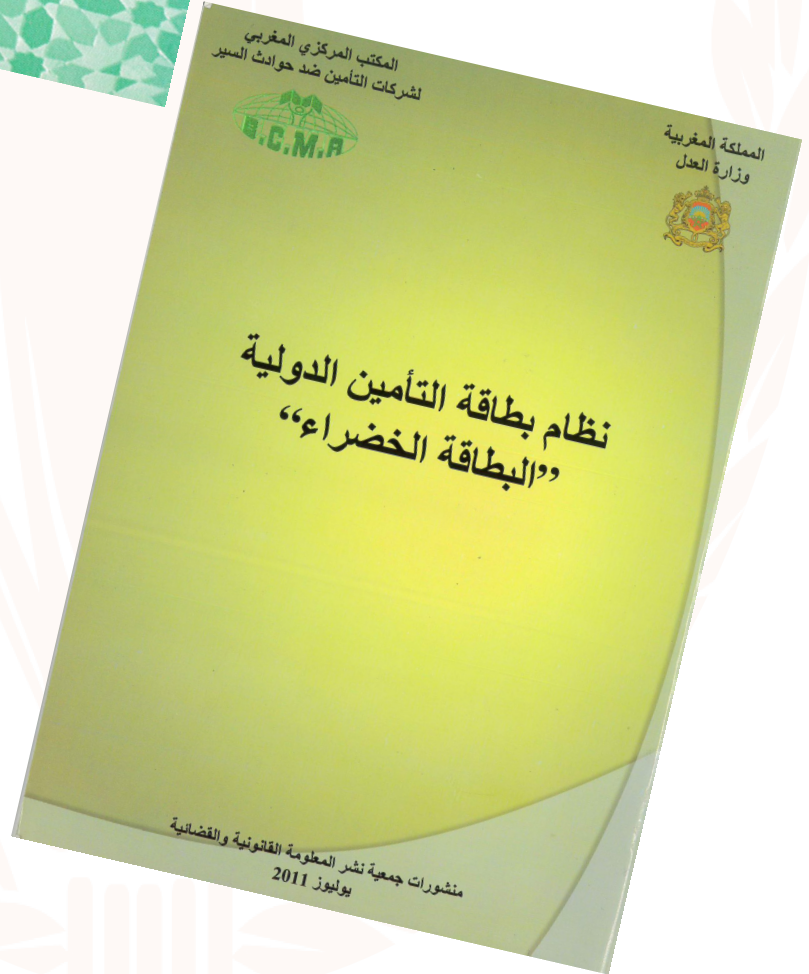 المملكة المغربية
وزارة العدل
المكتب المركزي المغربي
لشركات التأمين ضد حوادث السير
B.C.M.A
نظام بطاقة التأمين الدولية
”البطاقة الخضراء“
منشورات جمعية نشر المعلومة القانونية والقضائية
يوليوز 2011